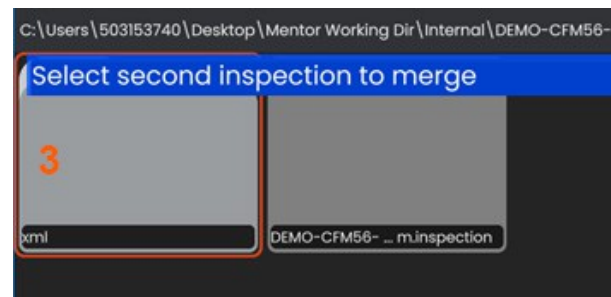 C:\Users\503153740\Desktop\Mentor Working Dir\Internal\DEMO-CFM56-
Select second inspection to merge
3
xml
DEMO-CFM56- ... m.inspection